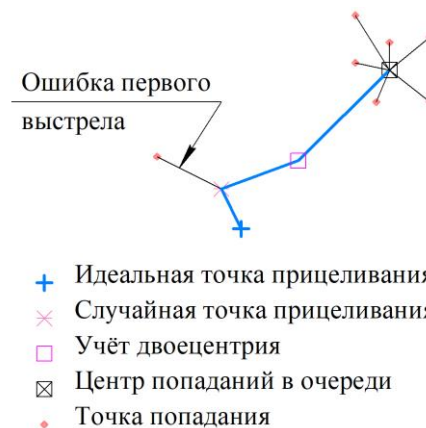 Ошибка первого
выстрела
Идеальная точка прицеливания
Случайная точка прицеливания
Учёт двоецентрия
Центр попаданий в очереди
Точка попадания